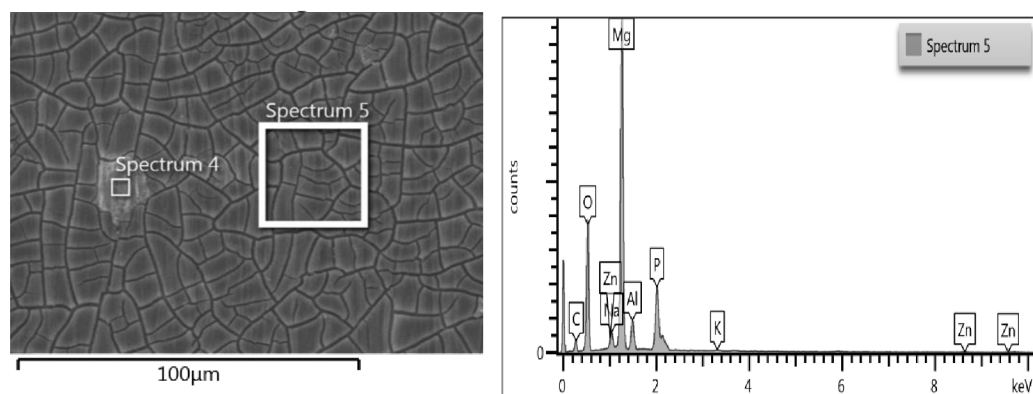 Spectrum 5
Spectrum 4
100µm
Mg
Spectrum 5
O
P
Zn
Na
Al
C
K
Zn
Zn
counts
0
0 2 4 6 8 keV